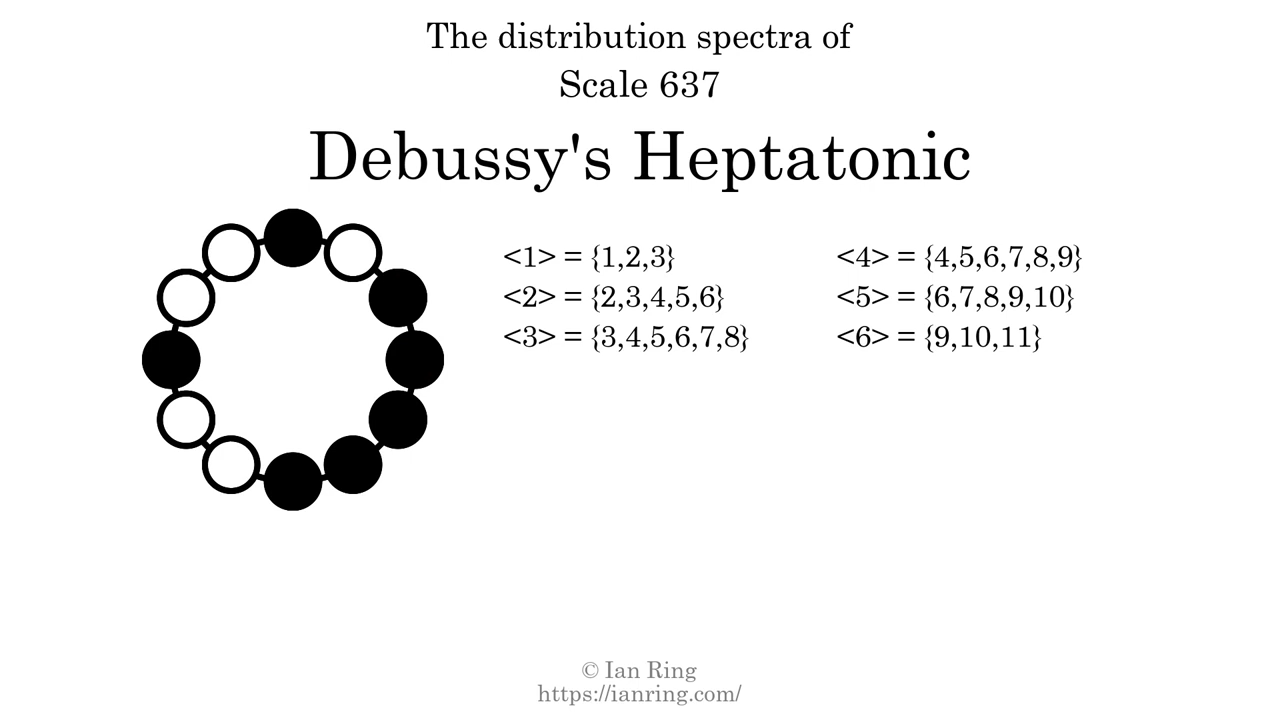 The distribution spectra of
Scale 637
Debussy's Heptatonic
<1> = {1,2,3}
<2> = {2,3,4,5,6}
<3> = {3,4,5,6,7,8}
<4> = {4,5,6,7,8,9}
<5> = {6,7,8,9,10}
<6> = {9,10,11}
© Ian Ring
https://ianring.com/